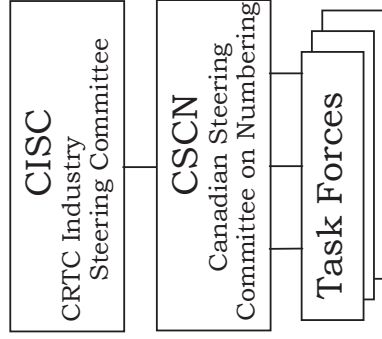 CISC
CRTC Industry
Steering Committee
CSCN
Canadian Steering
Committee on Numbering
Task Forces